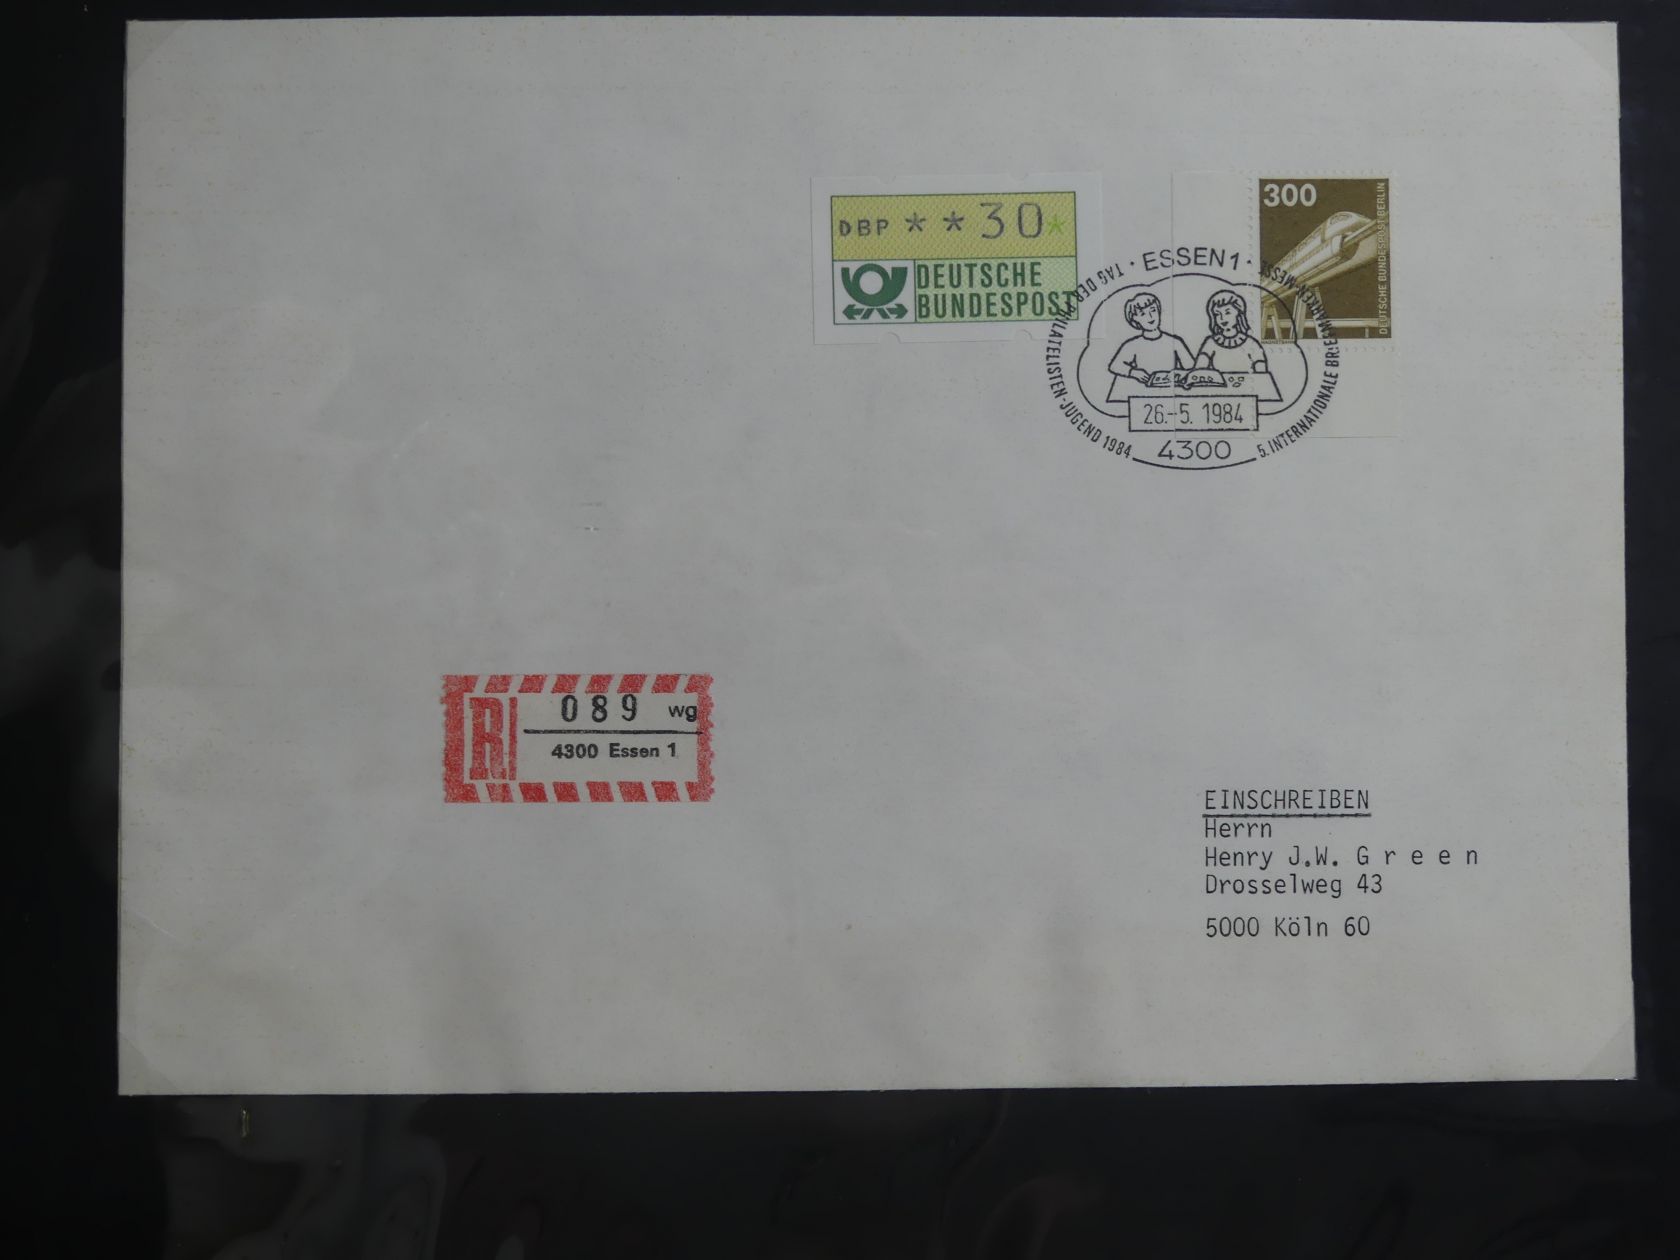 DBP * * 30 *
DEUTSCHE
BUNDESPOST
300
DEUTSCHE BUNDESPOST BERLIN
MAGNETBAHN
· ESSEN 1 ·
TAG DER PHILATELISTEN-JUGEND 1984
5. INTERNATIONALE BRIEFMARKEN-MESSE
26.-5. 1984
4300
R
089 wg
4300 Essen 1
EINSCHREIBEN
Herrn
Henry J.W. G r e e n
Drosselweg 43
5000 Köln 60